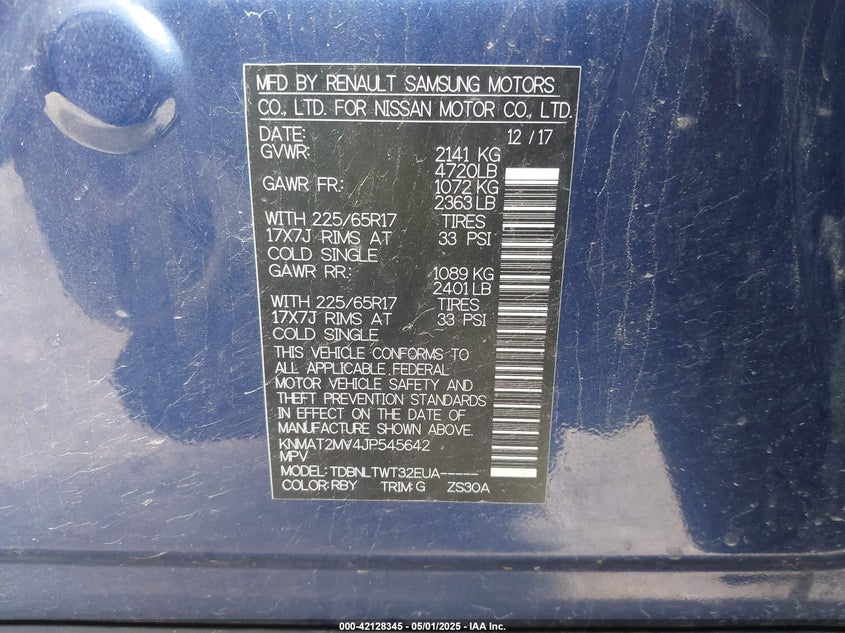 MFD BY RENAULT SAMSUNG MOTORS
CO., LTD. FOR NISSAN MOTOR CO., LTD.
DATE: 12 / 17
GVWR: 2141 KG
4720LB
GAWR FR.: 1072 KG
2363 LB
WITH 225/65R17 TIRES
17X7J RIMS AT 33 PSI
COLD SINGLE
GAWR RR.: 1089 KG
2401 LB
WITH 225/65R17 TIRES
17X7J RIMS AT 33 PSI
COLD SINGLE
THIS VEHICLE CONFORMS TO
ALL APPLICABLE FEDERAL
MOTOR VEHICLE SAFETY AND
THEFT PREVENTION STANDARDS
IN EFFECT ON THE DATE OF
MANUFACTURE SHOWN ABOVE.
KNMAT2MV4JP545642
MPV
MODEL: TDBNLTWT32EUA-----
COLOR: RBY TRIM: G ZS30A
000-42128345 - 05/01/2025 - IAA Inc.